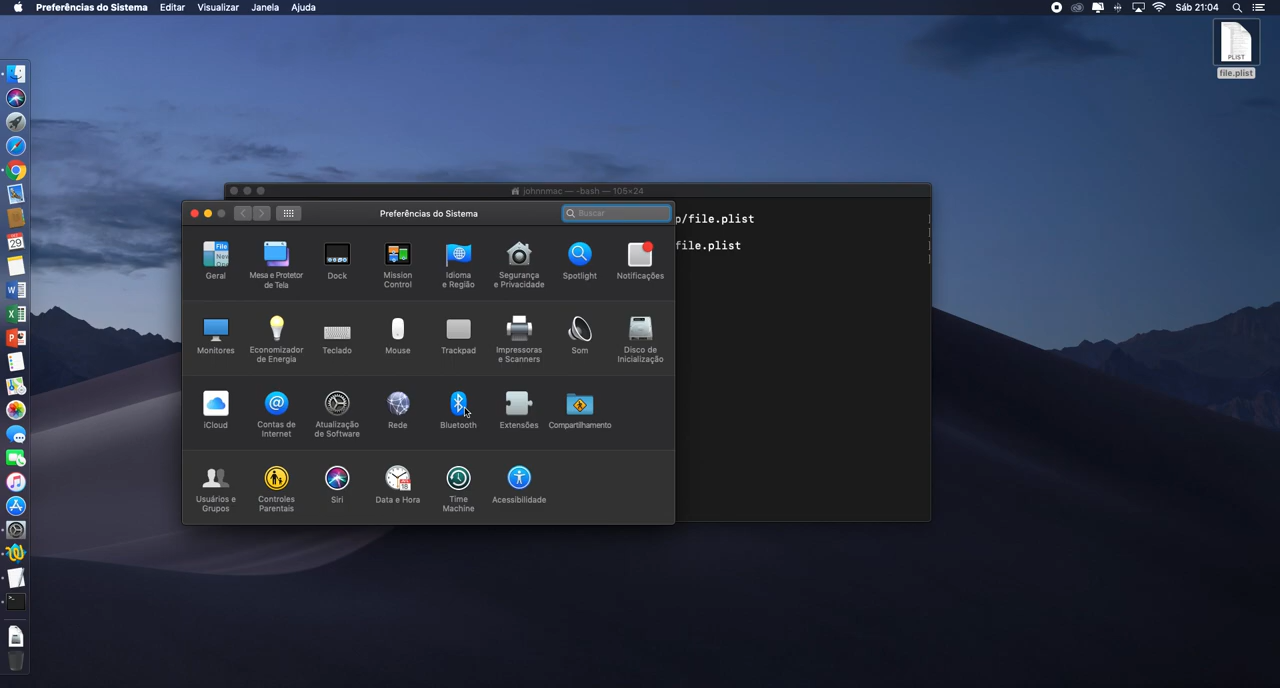 Preferências do Sistema Editar Visualizar Janela Ajuda Sáb 21:04
PLIST
file.plist
johnnmac — -bash — 105×24
Preferências do Sistema Buscar
p/file.plist
file.plist
Geral
Mesa e Protetor
de Tela
Dock
Mission
Control
Idioma
e Região
Segurança
e Privacidade
Spotlight
Notificações
Monitores
Economizador
de Energia
Teclado
Mouse
Trackpad
Impressoras
e Scanners
Som
Disco de
Inicialização
iCloud
Contas de
Internet
Atualização
de Software
Rede
Bluetooth
Extensões
Compartilhamento
Usuários e
Grupos
Controles
Parentais
Siri
Data e Hora
Time
Machine
Acessibilidade